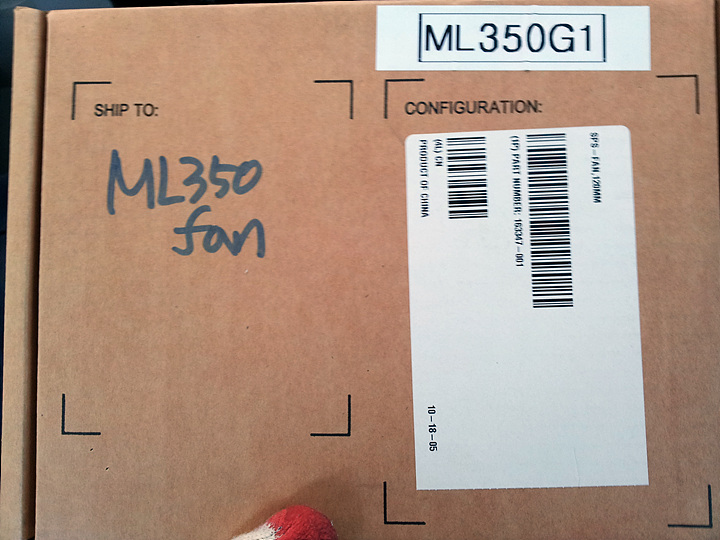 ML350G1
SHIP TO:
CONFIGURATION:
ML350
fan
SPS-FAN,120MM
(1P) PART NUMBER: 163347-001
(4L) CN
PRODUCT OF CHINA
10-18-05